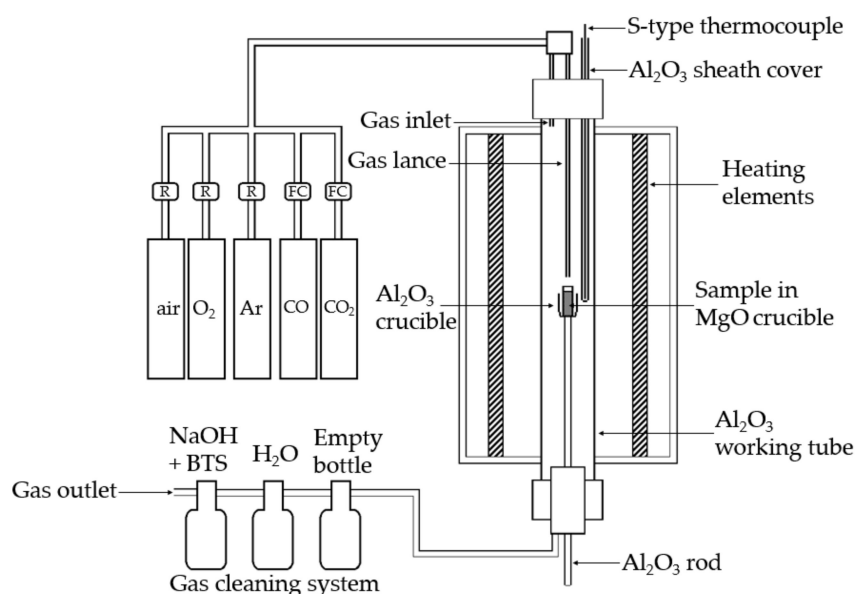 S-type thermocouple
Al₂O₃ sheath cover
Gas inlet
Gas lance
Heating
elements
R R R FC FC
air O₂ Ar CO CO₂
Al₂O₃
crucible
Sample in
MgO crucible
Al₂O₃
working tube
NaOH
+ BTS
H₂O
Empty
bottle
Gas outlet
Gas cleaning system
Al₂O₃ rod